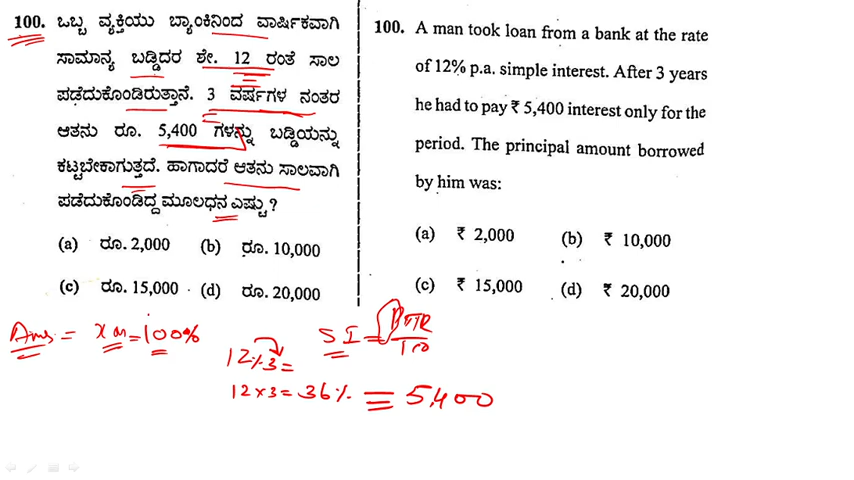 100. ಒಬ್ಬ ವ್ಯಕ್ತಿಯು ಬ್ಯಾಂಕಿನಿಂದ ವಾರ್ಷಿಕವಾಗಿ
ಸಾಮಾನ್ಯ ಬಡ್ಡಿದರ ಶೇ. 12 ರಂತೆ ಸಾಲ
ಪಡೆದುಕೊಂಡಿರುತ್ತಾನೆ. 3 ವರ್ಷಗಳ ನಂತರ
ಆತನು ರೂ. 5,400 ಗಳನ್ನು ಬಡ್ಡಿಯನ್ನು
ಕಟ್ಟಬೇಕಾಗುತ್ತದೆ. ಹಾಗಾದರೆ ಆತನು ಸಾಲವಾಗಿ
ಪಡೆದುಕೊಂಡಿದ್ದ ಮೂಲಧನ ಎಷ್ಟು?
(a) ರೂ. 2,000 (b) ರೂ. 10,000
(c) ರೂ. 15,000 (d) ರೂ. 20,000
100. A man took loan from a bank at the rate
of 12% p.a. simple interest. After 3 years
he had to pay ₹ 5,400 interest only for the
period. The principal amount borrowed
by him was:
(a) ₹ 2,000 (b) ₹ 10,000
(c) ₹ 15,000 (d) ₹ 20,000
Ans = = 100%
SI = PTR
100
12% 3 =
12 × 3 = 36% = 5,400